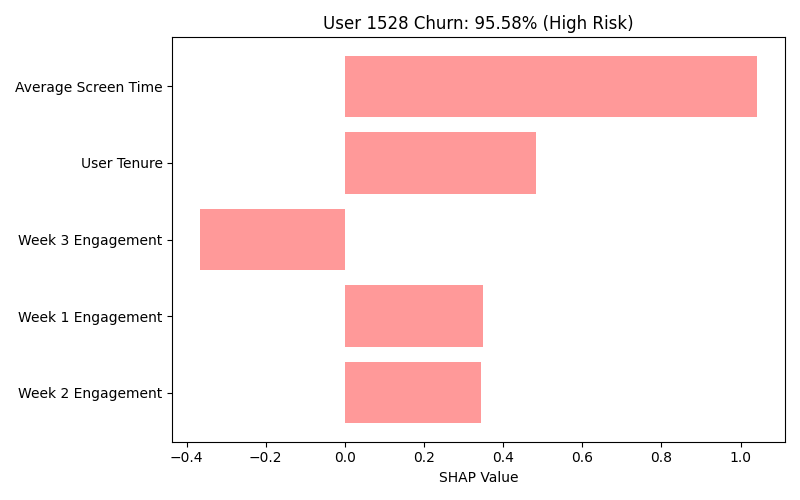 User 1528 Churn: 95.58% (High Risk)
Average Screen Time
User Tenure
Week 3 Engagement
Week 1 Engagement
Week 2 Engagement
−0.4 −0.2 0.0 0.2 0.4 0.6 0.8 1.0
SHAP Value